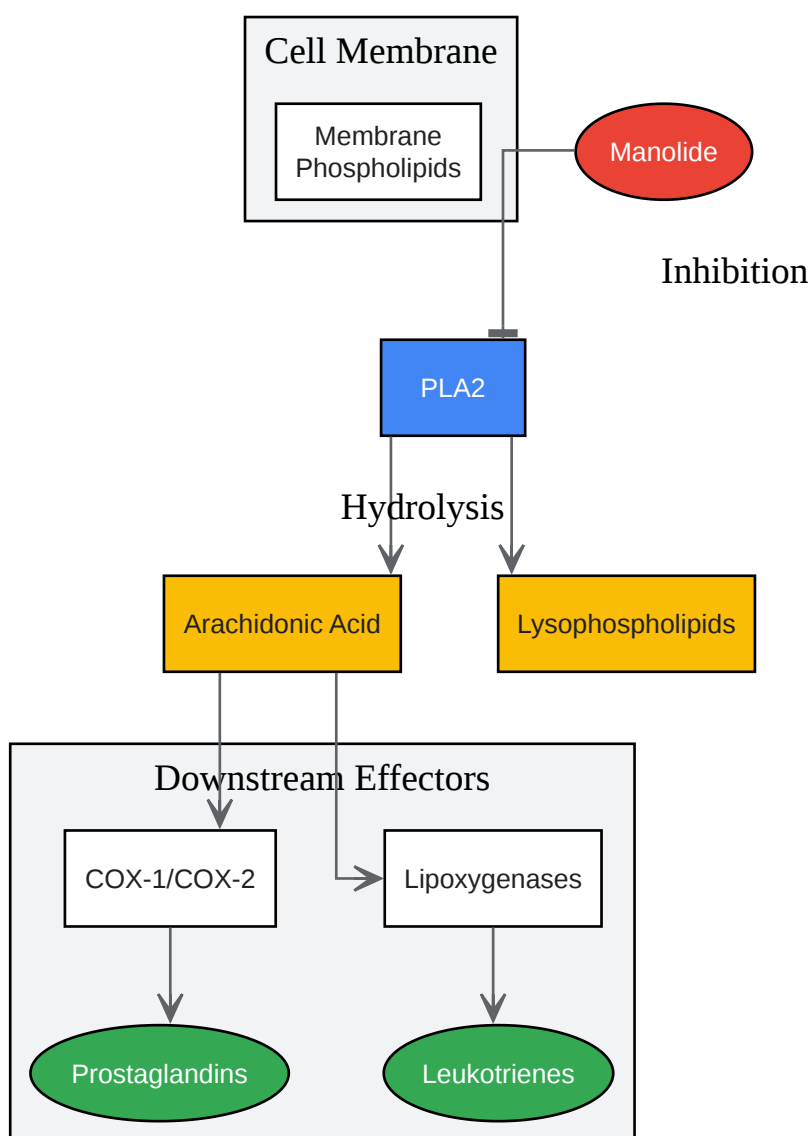 Cell Membrane
Membrane
Phospholipids
Manolide
Inhibition
PLA2
Hydrolysis
Arachidonic Acid
Lysophospholipids
Downstream Effectors
COX-1/COX-2
Lipoxygenases
Prostaglandins
Leukotrienes